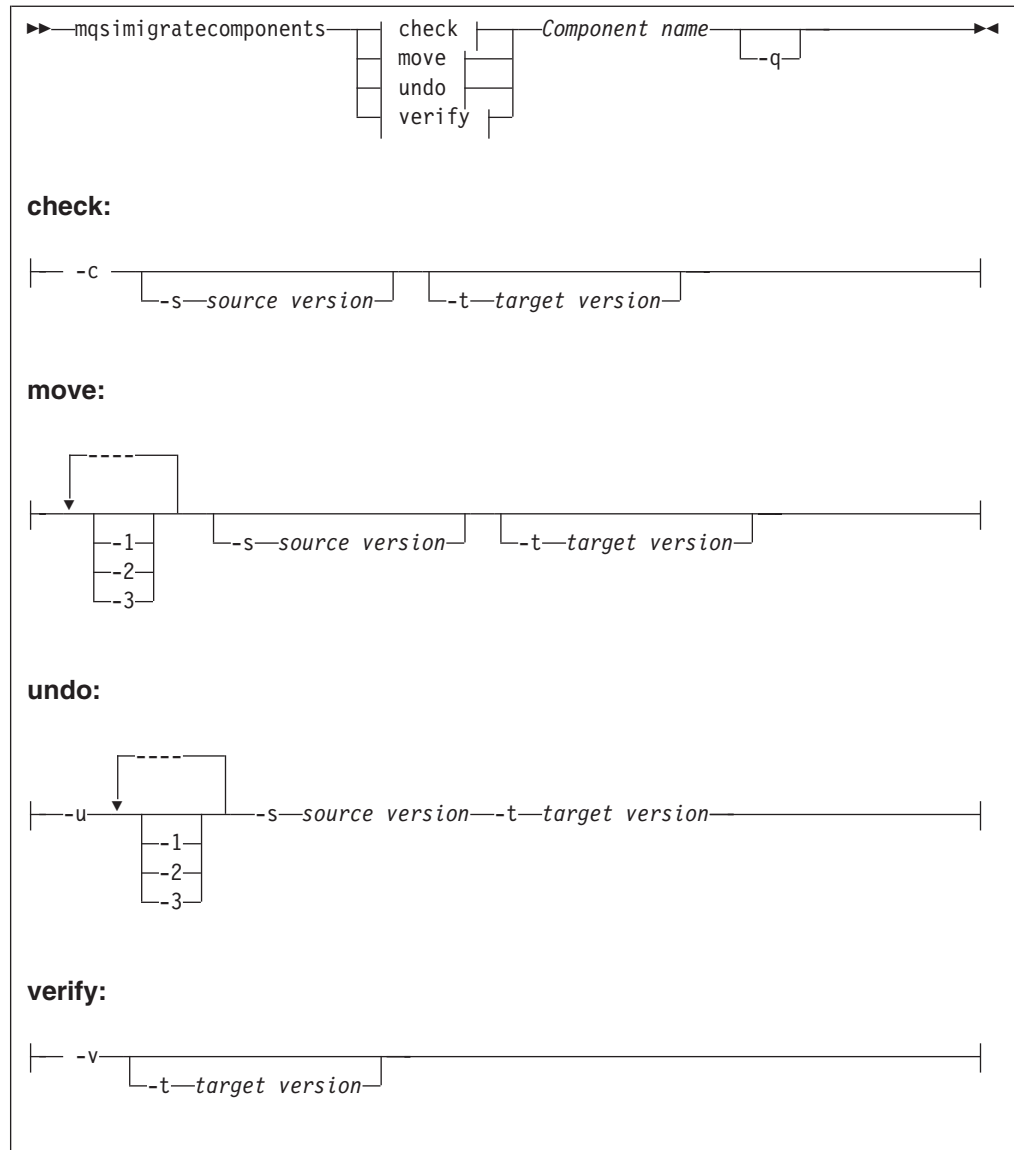 mqsimigratecomponents check Component name
move -q
undo
verify
check:
-c
-s source version -t target version
move:
----
-1 -s source version -t target version
-2
-3
undo:
----
-u -s source version -t target version
-1
-2
-3
verify:
-v
-t target version